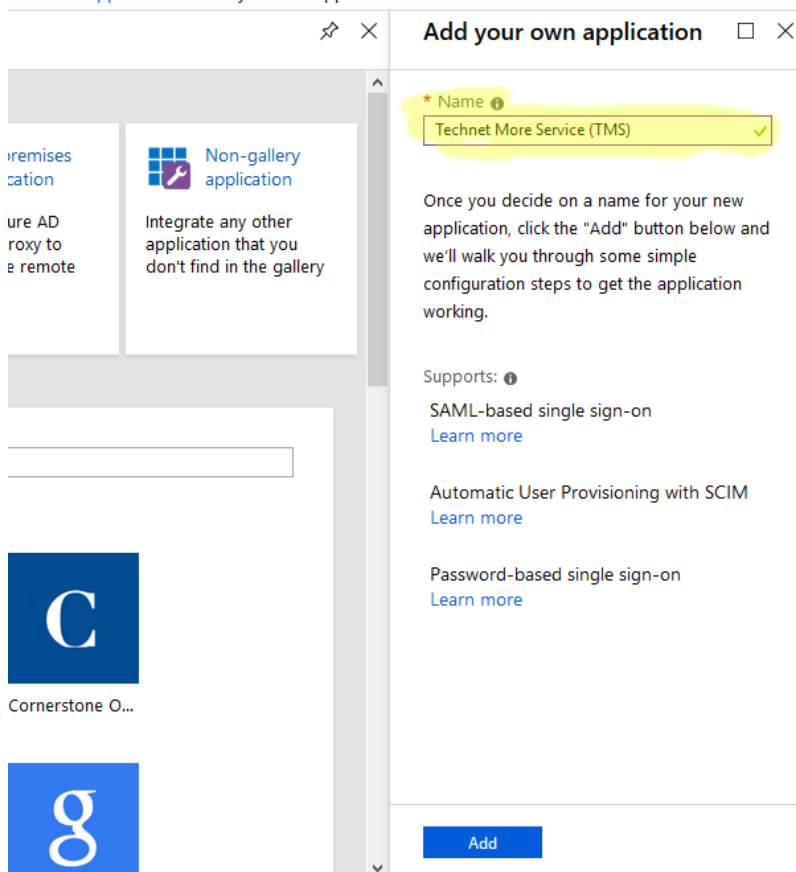 Add your own application
* Name
Technet More Service (TMS)
Once you decide on a name for your new
application, click the "Add" button below and
we'll walk you through some simple
configuration steps to get the application
working.
Supports:
SAML-based single sign-on
Learn more
Automatic User Provisioning with SCIM
Learn more
Password-based single sign-on
Learn more
Add
premises
cation
ure AD
roxy to
e remote
Non-gallery
application
Integrate any other
application that you
don't find in the gallery
C
Cornerstone O...
g